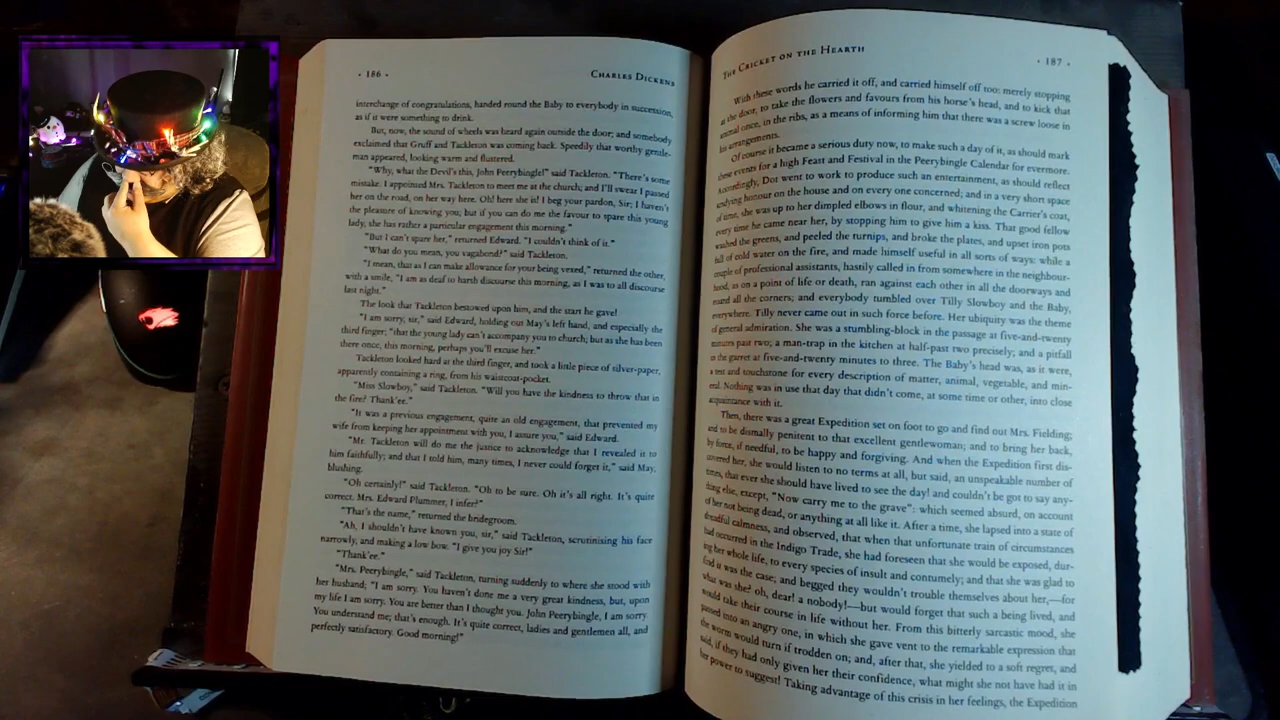 · 186 ·
CHARLES DICKENS
interchange of congratulations, handed round the Baby to everybody in succession,
as if it were something to drink.
But, now, the sound of wheels was heard again outside the door; and somebody
exclaimed that Gruff and Tackleton was coming back. Speedily that worthy gentle-
man appeared, looking warm and flustered.
"Why, what the Devil's this, John Peerybingle!" said Tackleton. "There's some
mistake. I appointed Mrs. Tackleton to meet me at the church; and I'll swear I passed
her on the road, on her way here. Oh! here she is! I beg your pardon, Sir; I haven't
the pleasure of knowing you; but if you can do me the favour to spare this young
lady, she has rather a particular engagement this morning."
"But I can't spare her," returned Edward. "I couldn't think of it."
"What do you mean, you vagabond?" said Tackleton.
"I mean, that as I can make allowance for your being vexed," returned the other,
with a smile, "I am as deaf to harsh discourse this morning, as I was to all discourse
last night."
The look that Tackleton bestowed upon him, and the start he gave!
"I am sorry, sir," said Edward, holding out May's left hand, and especially the
third finger; "that the young lady can't accompany you to church; but as she has been
there once, this morning, perhaps you'll excuse her."
Tackleton looked hard at the third finger, and took a little piece of silver-paper,
apparently containing a ring, from his waistcoat-pocket.
"Miss Slowboy," said Tackleton. "Will you have the kindness to throw that in
the fire? Thank'ee."
"It was a previous engagement, quite an old engagement, that prevented my
wife from keeping her appointment with you, I assure you," said Edward.
"Mr. Tackleton will do me the justice to acknowledge that I revealed it to
him faithfully; and that I told him, many times, I never could forget it," said May,
blushing.
"Oh certainly!" said Tackleton. "Oh to be sure. Oh it's all right. It's quite
correct. Mrs. Edward Plummer, I infer?"
"That's the name," returned the bridegroom.
"Ah, I shouldn't have known you, sir," said Tackleton, scrutinising his face
narrowly, and making a low bow. "I give you joy Sir!"
"Thank'ee."
"Mrs. Peerybingle," said Tackleton, turning suddenly to where she stood with
her husband; "I am sorry. You haven't done me a very great kindness, but, upon
my life I am sorry. You are better than I thought you. John Peerybingle, I am sorry.
You understand me; that's enough. It's quite correct, ladies and gentlemen all, and
perfectly satisfactory. Good morning!"
THE CRICKET ON THE HEARTH
· 187 ·
With these words he carried it off, and carried himself off too: merely stopping
at the door, to take the flowers and favours from his horse's head, and to kick that
animal once, in the ribs, as a means of informing him that there was a screw loose in
his arrangements.
Of course it became a serious duty now, to make such a day of it, as should mark
these events for a high Feast and Festival in the Peerybingle Calendar for evermore.
Accordingly, Dot went to work to produce such an entertainment, as should reflect
undying honour on the house and on every one concerned; and in a very short space
of time, she was up to her dimpled elbows in flour, and whitening the Carrier's coat,
every time he came near her, by stopping him to give him a kiss. That good fellow
washed the greens, and peeled the turnips, and broke the plates, and upset iron pots
full of cold water on the fire, and made himself useful in all sorts of ways: while a
couple of professional assistants, hastily called in from somewhere in the neighbour-
hood, as on a point of life or death, ran against each other in all the doorways and
round all the corners; and everybody tumbled over Tilly Slowboy and the Baby,
everywhere. Tilly never came out in such force before. Her ubiquity was the theme
of general admiration. She was a stumbling-block in the passage at five-and-twenty
minutes past two; a man-trap in the kitchen at half-past two precisely; and a pitfall
in the garret at five-and-twenty minutes to three. The Baby's head was, as it were,
a test and touchstone for every description of matter, animal, vegetable, and min-
eral. Nothing was in use that day that didn't come, at some time or other, into close
acquaintance with it.
Then, there was a great Expedition set on foot to go and find out Mrs. Fielding;
and to be dismally penitent to that excellent gentlewoman; and to bring her back,
by force, if needful, to be happy and forgiving. And when the Expedition first dis-
covered her, she would listen to no terms at all, but said, an unspeakable number of
times, that ever she should have lived to see the day! and couldn't be got to say any-
thing else, except, "Now carry me to the grave": which seemed absurd, on account
of her not being dead, or anything at all like it. After a time, she lapsed into a state of
dreadful calmness, and observed, that when that unfortunate train of circumstances
had occurred in the Indigo Trade, she had foreseen that she would be exposed, dur-
ing her whole life, to every species of insult and contumely; and that she was glad to
find it was the case; and begged they wouldn't trouble themselves about her,—for
what was she? oh, dear! a nobody!—but would forget that such a being lived, and
would take their course in life without her. From this bitterly sarcastic mood, she
passed into an angry one, in which she gave vent to the remarkable expression that
the worm would turn if trodden on; and, after that, she yielded to a soft regret, and
said, if they had only given her their confidence, what might she not have had it in
her power to suggest! Taking advantage of this crisis in her feelings, the Expedition